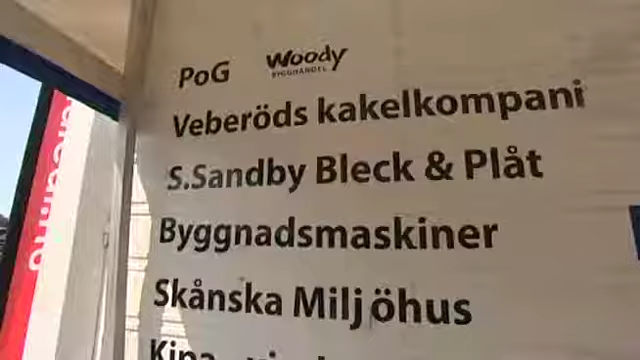 PoG Woody
BYGGHANDEL
Veberöds kakelkompani
S.Sandby Bleck & Plåt
Byggnadsmaskiner
Skånska Miljöhus